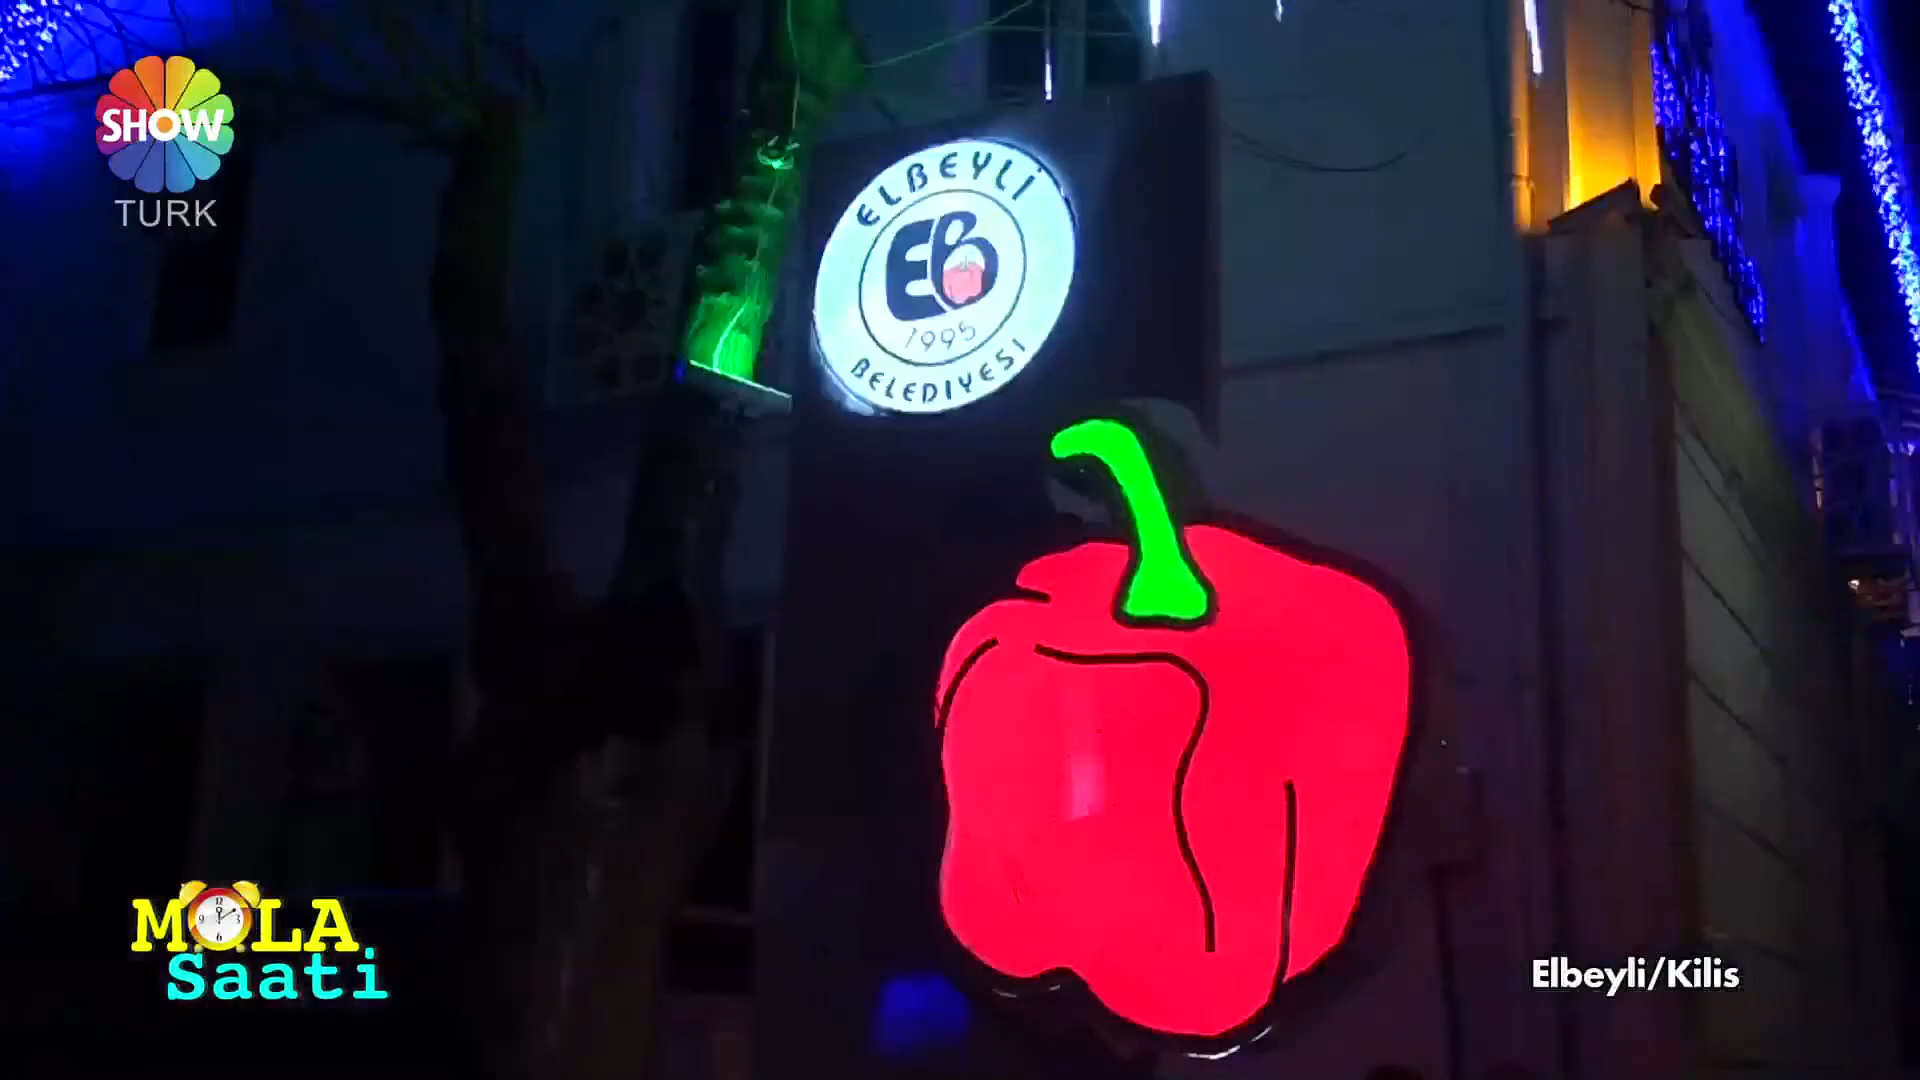 SHOW
TURK
ELBEYLİ
EB
1995
BELEDİYESİ
MOLA
Saati
Elbeyli/Kilis